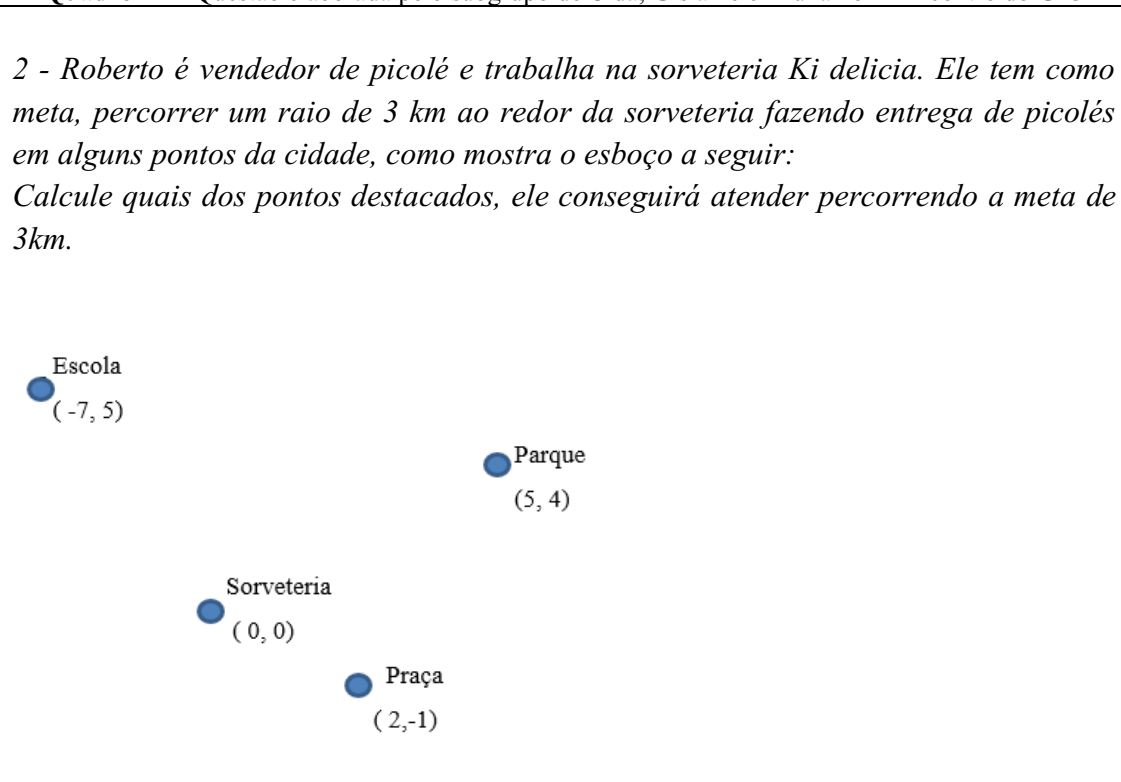 2 - Roberto é vendedor de picolé e trabalha na sorveteria Ki delicia. Ele tem como
meta, percorrer um raio de 3 km ao redor da sorveteria fazendo entrega de picolés
em alguns pontos da cidade, como mostra o esboço a seguir:
Calcule quais dos pontos destacados, ele conseguirá atender percorrendo a meta de
3km.
Escola
( -7, 5)
Parque
(5, 4)
Sorveteria
( 0, 0)
Praça
( 2,-1)